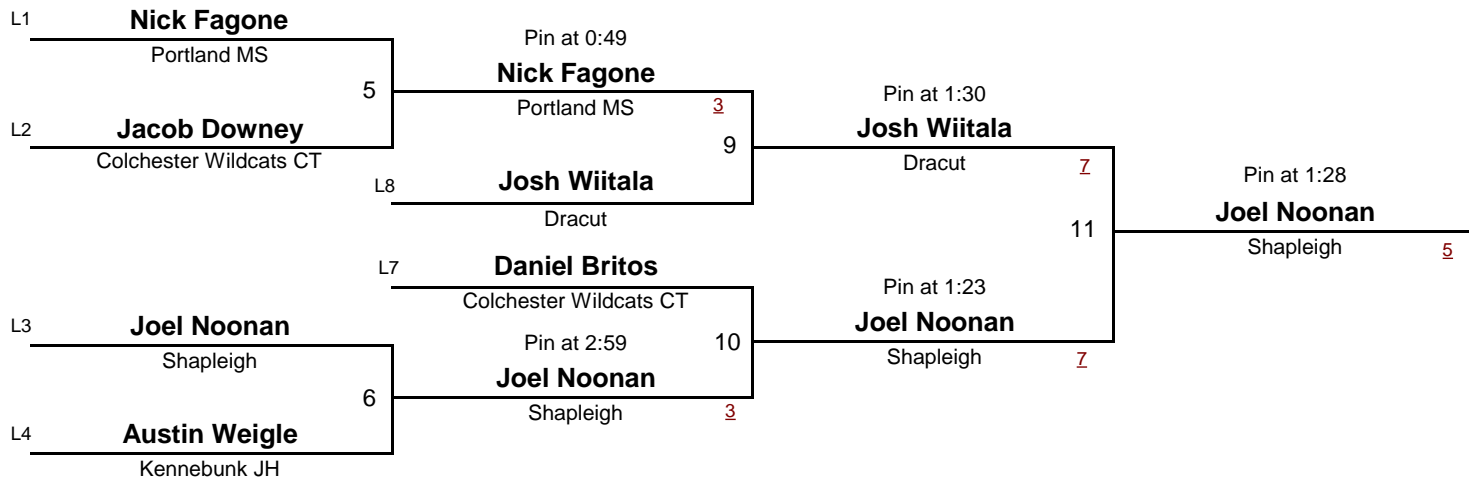 L1
Nick Fagone
Portland MS
5
L2
Jacob Downey
Colchester Wildcats CT
Pin at 0:49
Nick Fagone
Portland MS
3
9
L8
Josh Wiitala
Dracut
L7
Daniel Britos
Colchester Wildcats CT
10
L3
Joel Noonan
Shapleigh
6
L4
Austin Weigle
Kennebunk JH
Pin at 2:59
Joel Noonan
Shapleigh
3
Pin at 1:30
Josh Wiitala
Dracut
7
11
Pin at 1:23
Joel Noonan
Shapleigh
7
Pin at 1:28
Joel Noonan
Shapleigh
5